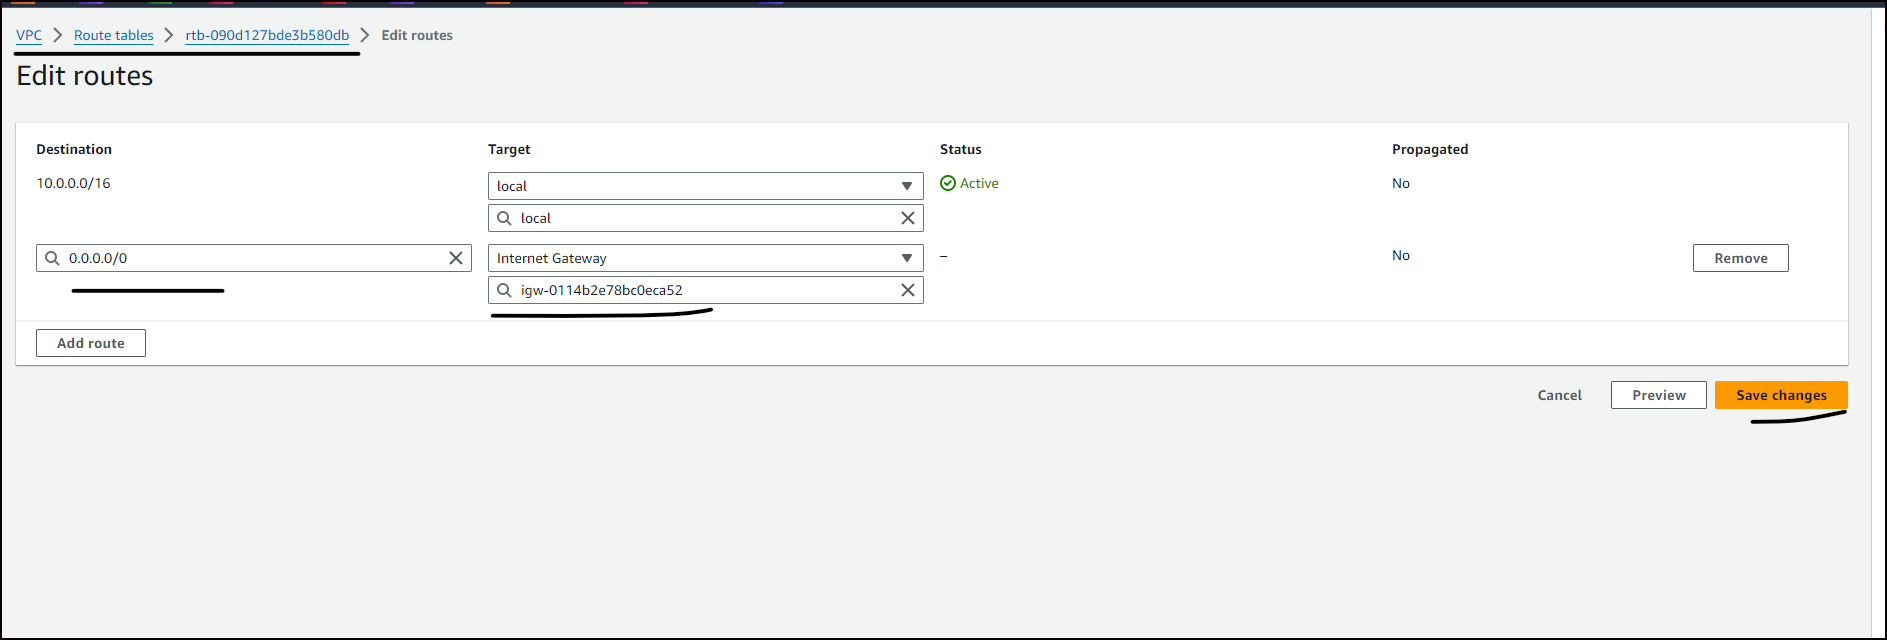 VPC > Route tables > rtb-090d127bde3b580db > Edit routes
Edit routes
Destination Target Status Propagated
10.0.0.0/16 local Active No
local
0.0.0.0/0 Internet Gateway – No Remove
igw-0114b2e78bc0eca52
Add route
Cancel Preview Save changes